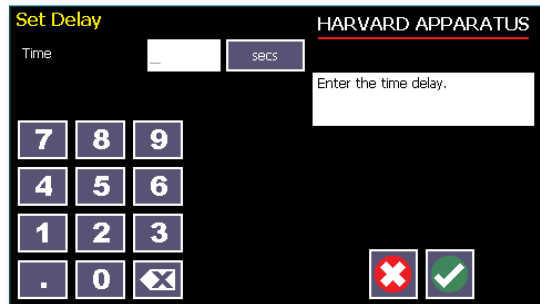 Set Delay
HARVARD APPARATUS
Time _ secs
Enter the time delay.
7 8 9
4 5 6
1 2 3
. 0